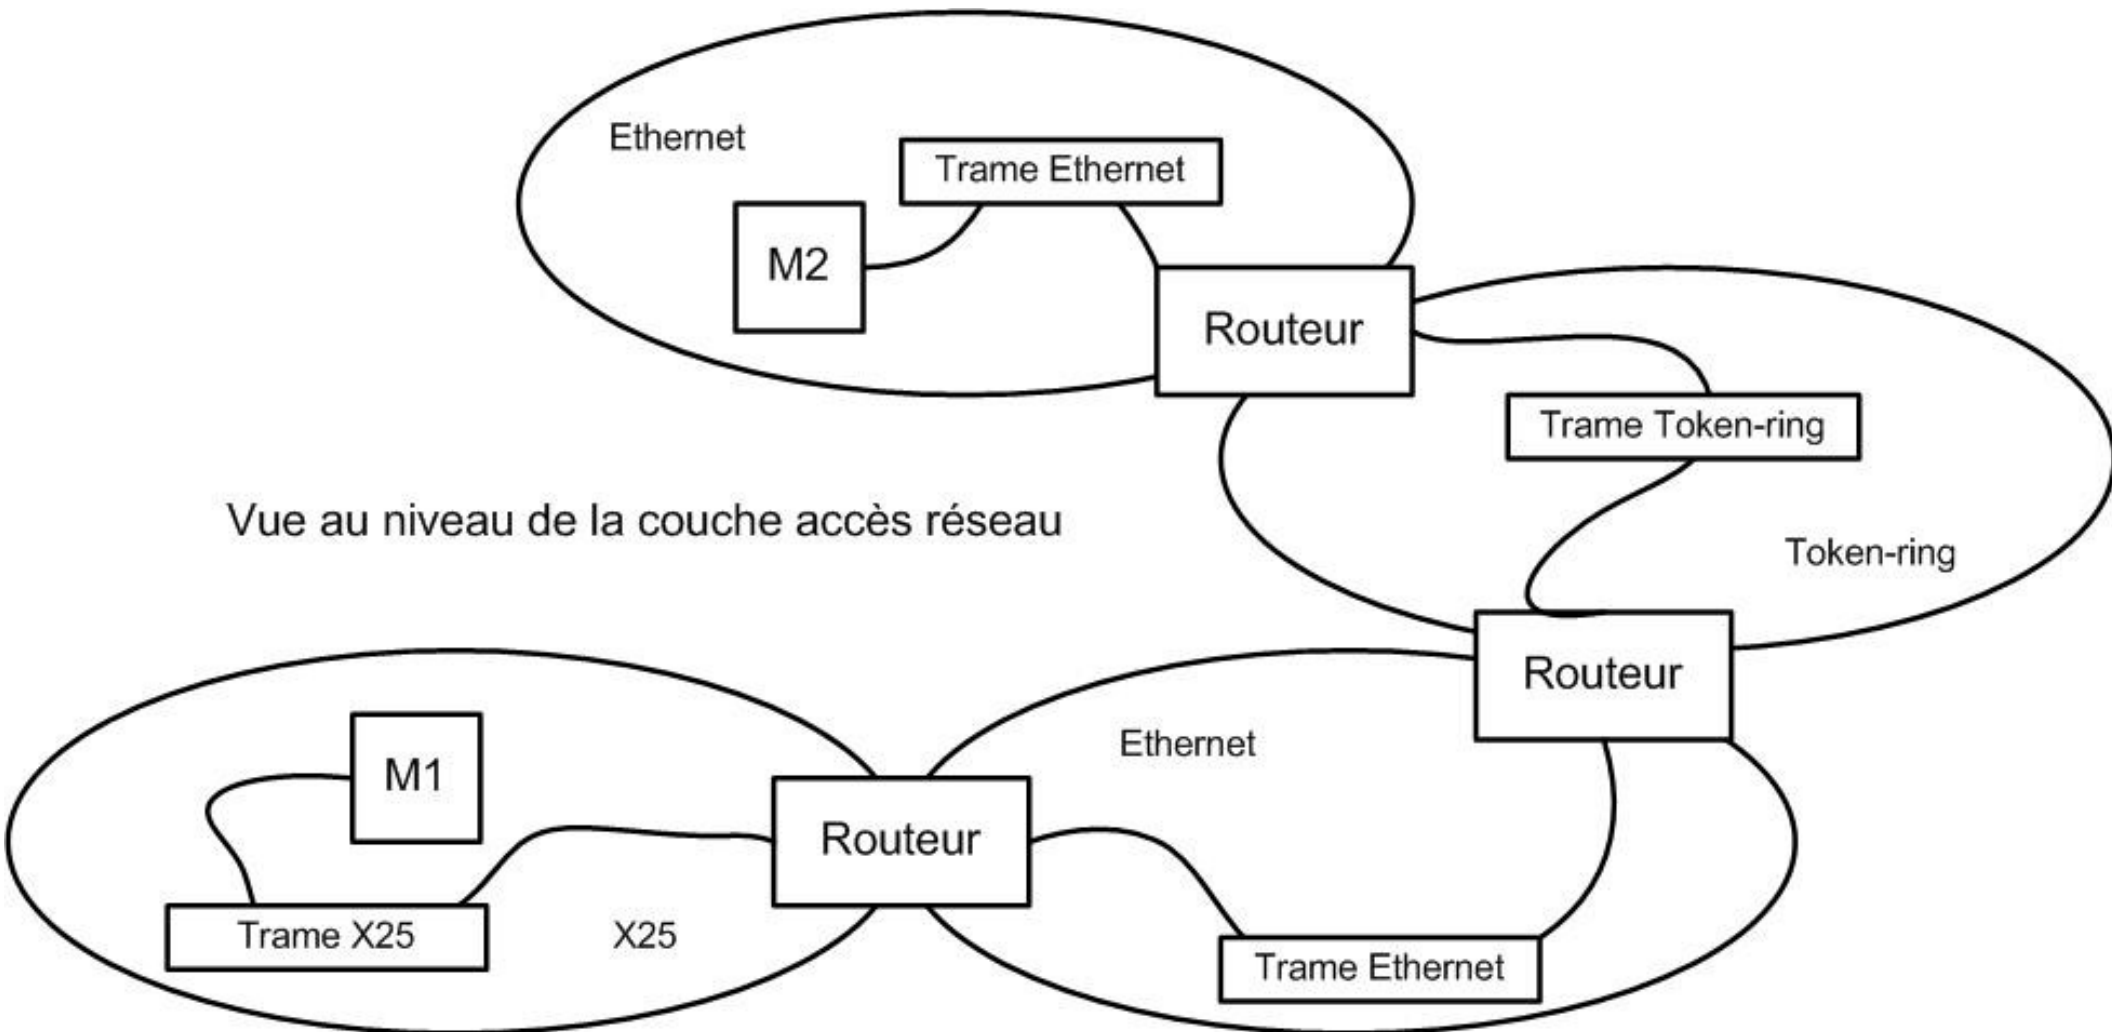 Ethernet
Trame Ethernet
M2
Routeur
Trame Token-ring
Vue au niveau de la couche accès réseau
Token-ring
Routeur
M1
Ethernet
Routeur
Trame X25
X25
Trame Ethernet